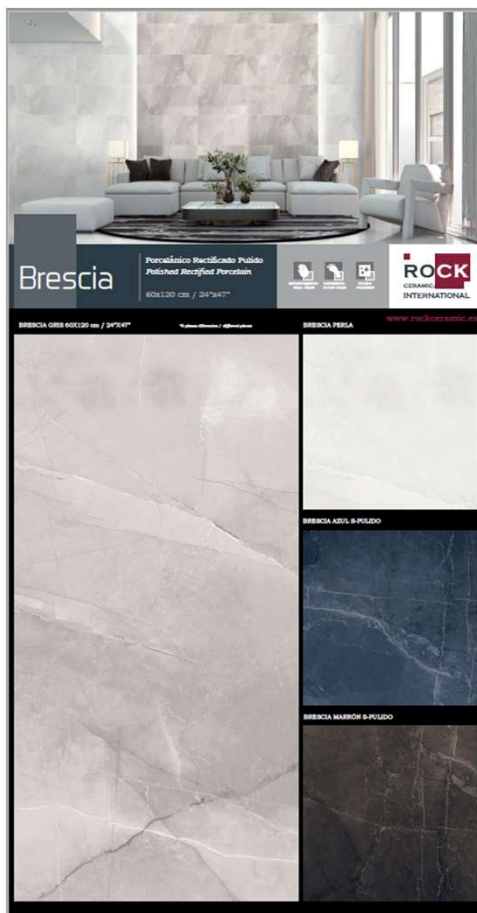 Brescia
Porcelánico Rectificado Pulido
Polished Rectified Porcelain
60x120 cm / 24"x47"
ROCK
CERAMIC
INTERNATIONAL
www.rockceramic.es
BRESCIA GRIS 60X120 cm / 24"X47"
BRESCIA PERLA
BRESCIA AZUL S-PULIDO
BRESCIA MARRÓN S-PULIDO